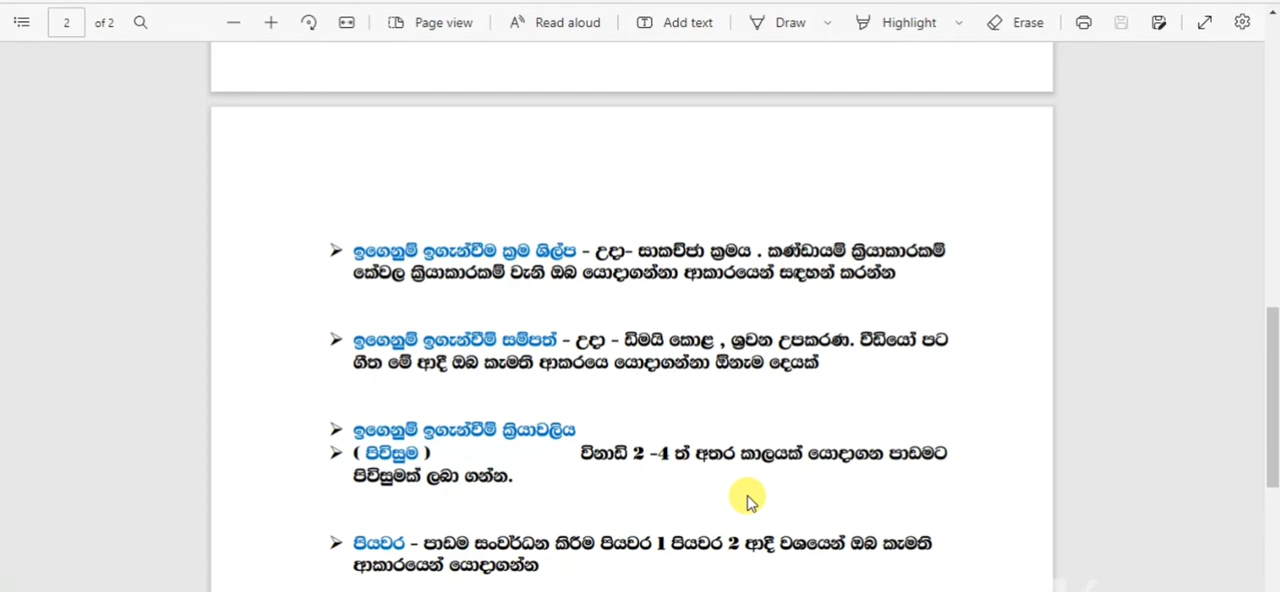 2 of 2 Page view Read aloud Add text Draw Highlight Erase
➢ ඉගෙනුම් ඉගැන්වීම ක්‍රම ශිල්ප - උදා- සාකච්ඡා ක්‍රමය . කණ්ඩායම් ක්‍රියාකාරකම්
කේවල ක්‍රියාකාරකම් වැනි ඔබ යොදාගන්නා ආකාරයෙන් සඳහන් කරන්න
➢ ඉගෙනුම් ඉගැන්වීම් සම්පත් - උදා - ඩිමයි කොළ , ශ්‍රවන උපකරණ. වීඩියෝ පට
ගීත මේ ආදී ඔබ කැමති ආකරයෙ යොදාගන්නා ඕනැම දෙයක්
➢ ඉගෙනුම් ඉගැන්වීම් ක්‍රියාවලිය
➢ ( පිවිසුම ) විනාඩි 2 -4 ත් අතර කාලයක් යොදාගන පාඩමට
පිවිසුමක් ලබා ගන්න.
➢ පියවර - පාඩම සංවර්ධන කිරීම පියවර 1 පියවර 2 ආදී වශයෙන් ඔබ කැමති
ආකාරයෙන් යොදාගන්න